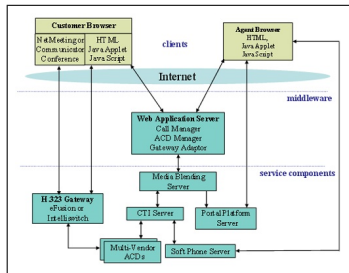 Customer Browser
NetMeeting or
Communicator
Conference
HTML
Java Applet
Java Script
clients
Agent Browser
HTML,
Java Applet
Java Script
Internet
middleware
Web Application Server
Call Manager
ACD Manager
Gateway Adaptor
service components
Media Blending
Server
H.323 Gateway
eFusion or
Intelliswitch
CTI Server
Portal Platform
Server
Multi-Vendor
ACDs
Soft Phone Server